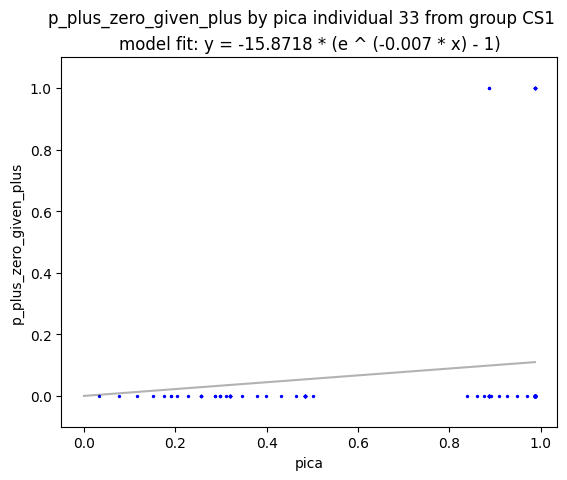 p_plus_zero_given_plus by pica individual 33 from group CS1
model fit: y = -15.8718 * (e ^ (-0.007 * x) - 1)
1.0
0.8
0.6
0.4
0.2
0.0
p_plus_zero_given_plus
0.0 0.2 0.4 0.6 0.8 1.0
pica